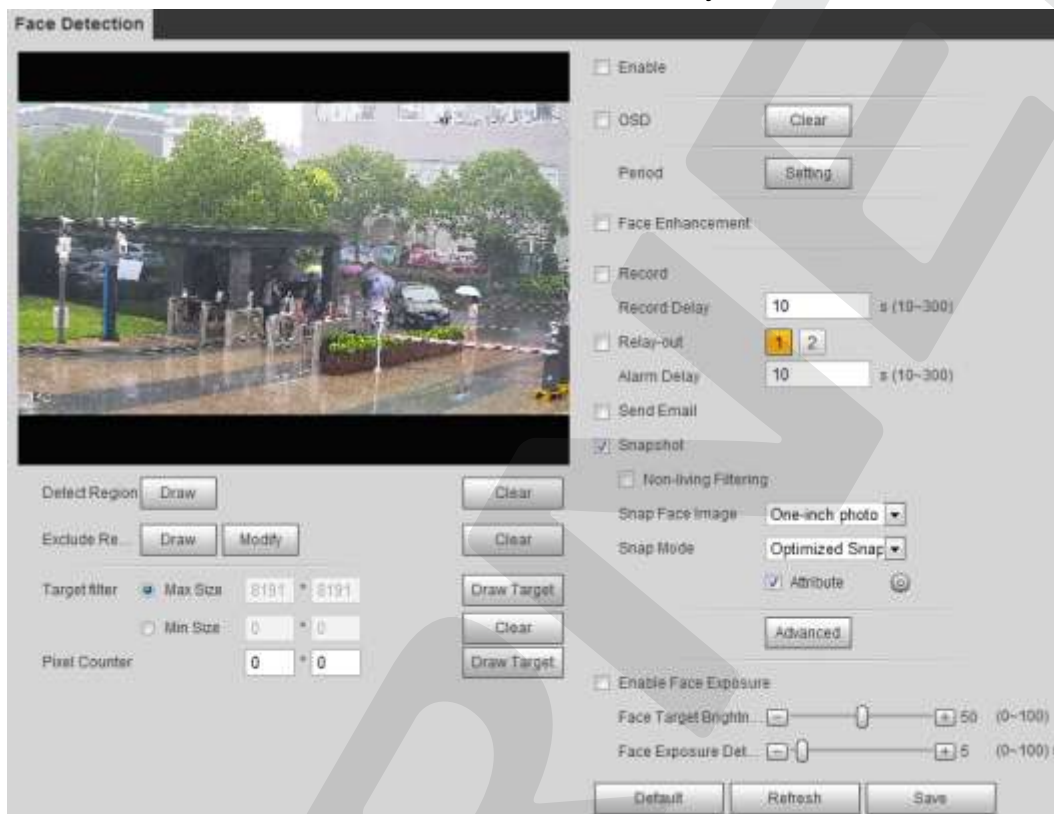 Face Detection
Enable
OSD Clear
Period Setting
Face Enhancement
Record
Record Delay 10 s (10~300)
Relay-out 1 2
Alarm Delay 10 s (10~300)
Send Email
Snapshot
Non-living Filtering
Snap Face Image One-inch photo
Snap Mode Optimized Snap
Attribute
Advanced
Enable Face Exposure
Face Target Brightn... 50 (0~100)
Face Exposure Det... 5 (0~100)
Default Refresh Save
Detect Region Draw Clear
Exclude Re... Draw Modify Clear
Target filter Max Size 8191 * 8191 Draw Target
Min Size 0 * 0 Clear
Pixel Counter 0 * 0 Draw Target